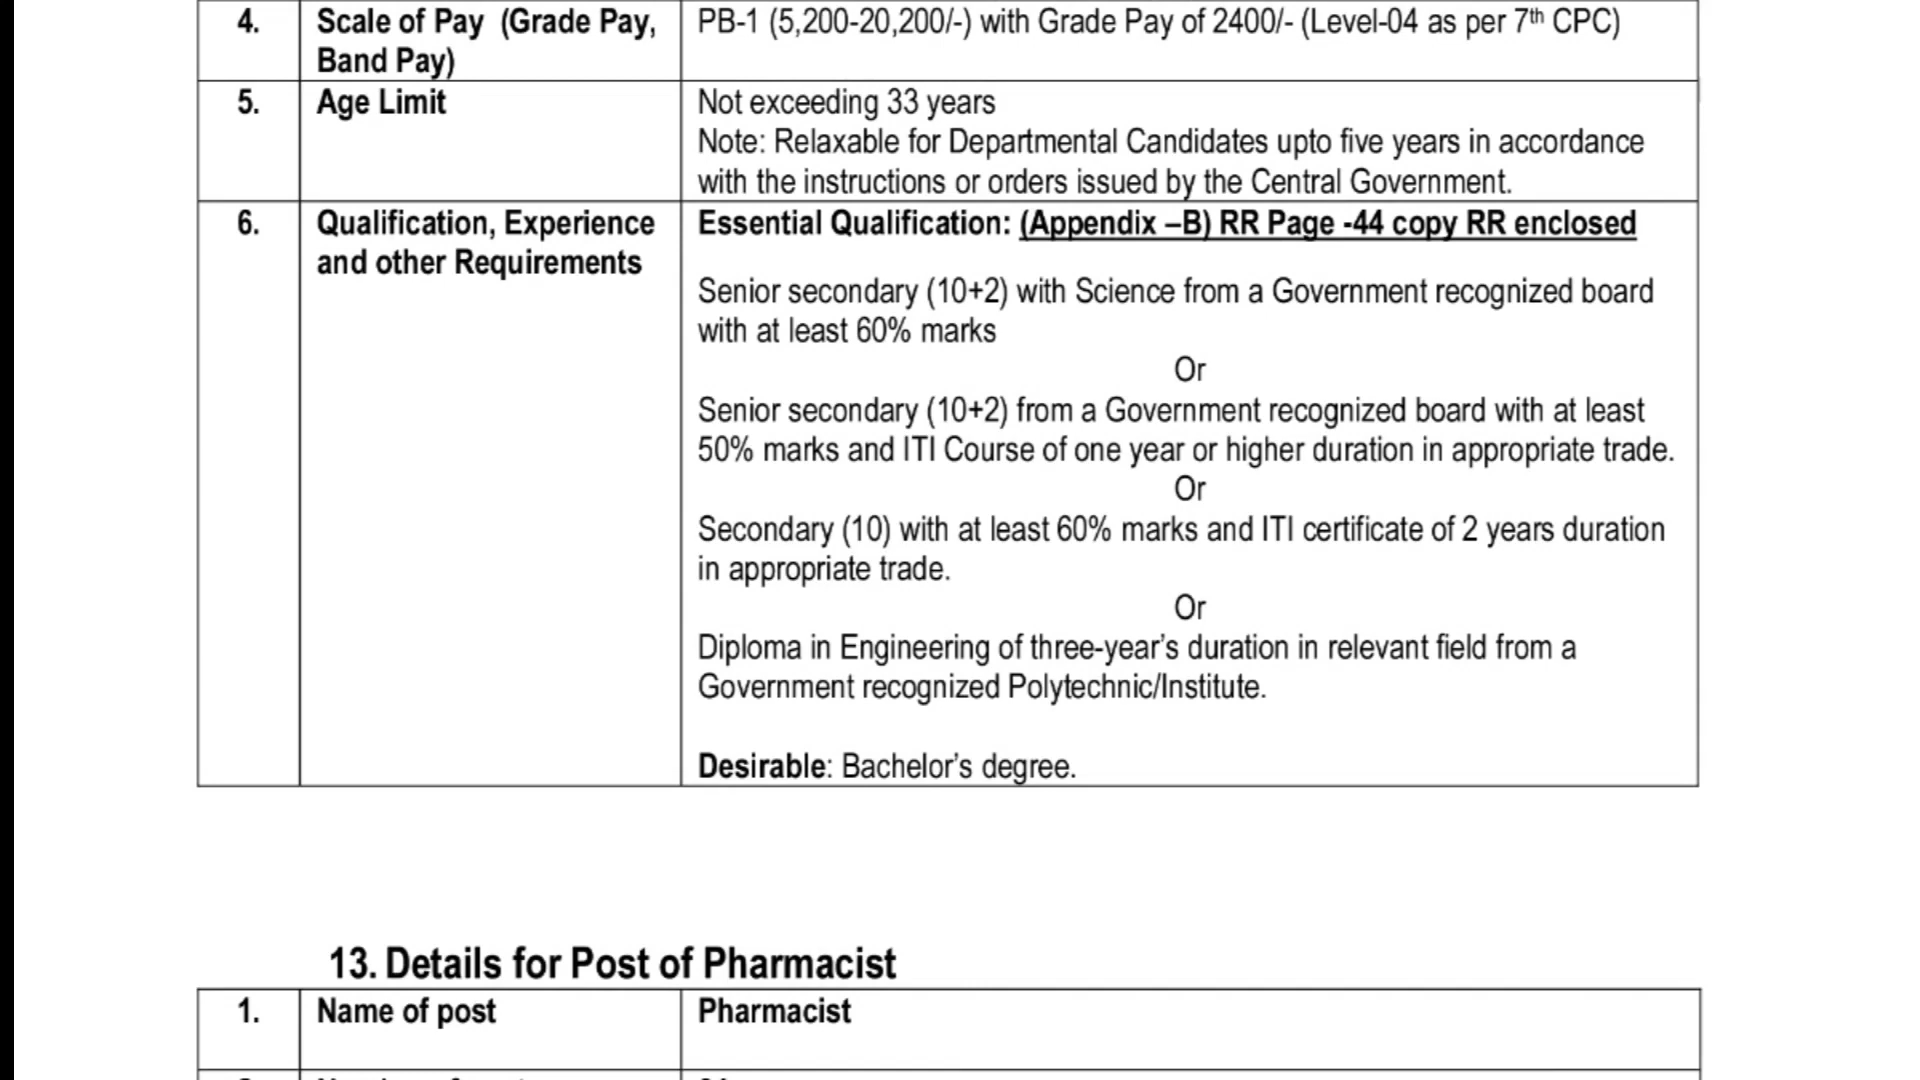 4. Scale of Pay (Grade Pay, PB-1 (5,200-20,200/-) with Grade Pay of 2400/- (Level-04 as per 7th CPC)
Band Pay)
5. Age Limit Not exceeding 33 years
Note: Relaxable for Departmental Candidates upto five years in accordance
with the instructions or orders issued by the Central Government.
6. Qualification, Experience Essential Qualification: (Appendix –B) RR Page -44 copy RR enclosed
and other Requirements
Senior secondary (10+2) with Science from a Government recognized board
with at least 60% marks
Or
Senior secondary (10+2) from a Government recognized board with at least
50% marks and ITI Course of one year or higher duration in appropriate trade.
Or
Secondary (10) with at least 60% marks and ITI certificate of 2 years duration
in appropriate trade.
Or
Diploma in Engineering of three-year’s duration in relevant field from a
Government recognized Polytechnic/Institute.
Desirable: Bachelor’s degree.
13. Details for Post of Pharmacist
1. Name of post Pharmacist